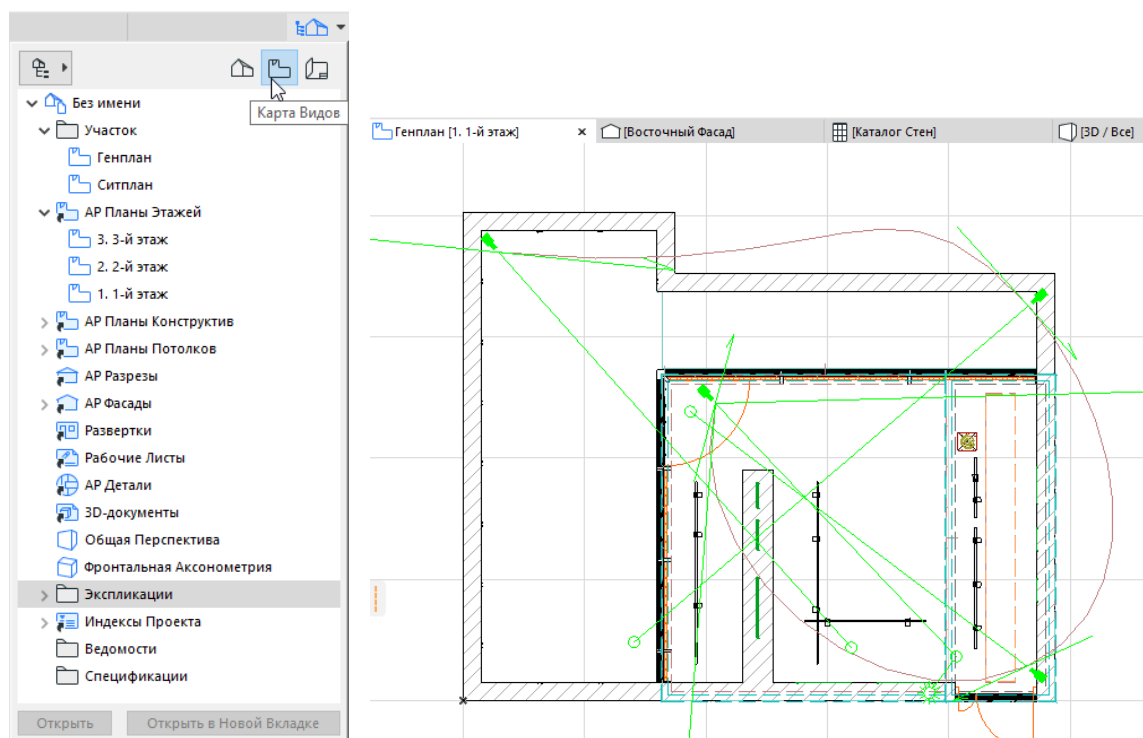 Карта Видов
Без имени
Участок
Генплан
Ситплан
АР Планы Этажей
3. 3-й этаж
2. 2-й этаж
1. 1-й этаж
АР Планы Конструктив
АР Планы Потолков
АР Разрезы
АР Фасады
Развертки
Рабочие Листы
АР Детали
3D-документы
Общая Перспектива
Фронтальная Аксонометрия
Экспликации
Индексы Проекта
Ведомости
Спецификации
Открыть
Открыть в Новой Вкладке
Генплан [1. 1-й этаж]
[Восточный Фасад]
[Каталог Стен]
[3D / Все]